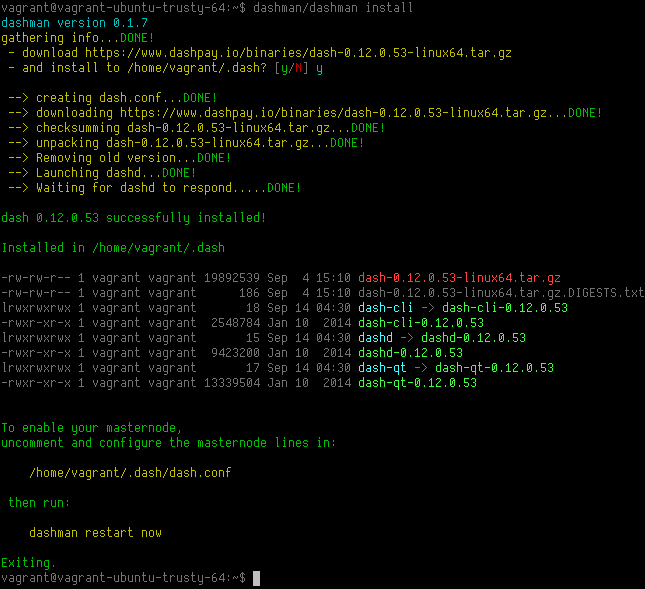 vagrant@vagrant-ubuntu-trusty-64:~$ dashman/dashman install
dashman version 0.1.7
gathering info...DONE!
- download https://www.dashpay.io/binaries/dash-0.12.0.53-linux64.tar.gz
- and install to /home/vagrant/.dash? [y/N] y
--> creating dash.conf...DONE!
--> downloading https://www.dashpay.io/binaries/dash-0.12.0.53-linux64.tar.gz...DONE!
--> checksumming dash-0.12.0.53-linux64.tar.gz...DONE!
--> unpacking dash-0.12.0.53-linux64.tar.gz...DONE!
--> Removing old version...DONE!
--> Launching dashd...DONE!
--> Waiting for dashd to respond.....DONE!
dash 0.12.0.53 successfully installed!
Installed in /home/vagrant/.dash
-rw-rw-r-- 1 vagrant vagrant 19892539 Sep  4 15:10 dash-0.12.0.53-linux64.tar.gz
-rw-rw-r-- 1 vagrant vagrant      186 Sep  4 15:10 dash-0.12.0.53-linux64.tar.gz.DIGESTS.txt
lrwxrwxrwx 1 vagrant vagrant       18 Sep 14 04:30 dash-cli -> dash-cli-0.12.0.53
-rwxr-xr-x 1 vagrant vagrant  2548784 Jan 10  2014 dash-cli-0.12.0.53
lrwxrwxrwx 1 vagrant vagrant       15 Sep 14 04:30 dashd -> dashd-0.12.0.53
-rwxr-xr-x 1 vagrant vagrant  9423200 Jan 10  2014 dashd-0.12.0.53
lrwxrwxrwx 1 vagrant vagrant       17 Sep 14 04:30 dash-qt -> dash-qt-0.12.0.53
-rwxr-xr-x 1 vagrant vagrant 13339504 Jan 10  2014 dash-qt-0.12.0.53
To enable your masternode,
uncomment and configure the masternode lines in:
/home/vagrant/.dash/dash.conf
then run:
dashman restart now
Exiting.
vagrant@vagrant-ubuntu-trusty-64:~$